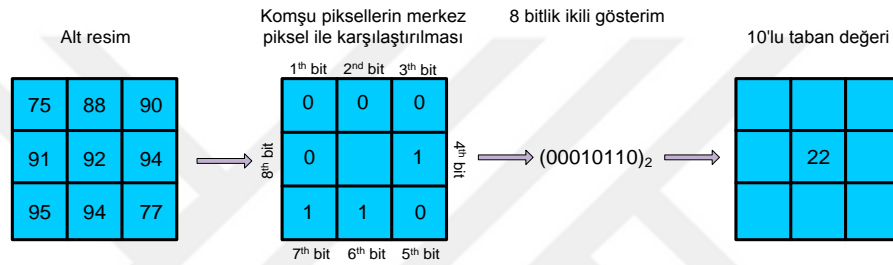 Alt resim
Komşu piksellerin merkez
piksel ile karşılaştırılması
8 bitlik ikili gösterim
10'lu taban değeri
75 88 90
91 92 94
95 94 77
1th bit 2nd bit 3th bit
0 0 0
8th bit 0 1 4th bit
1 1 0
7th bit 6th bit 5th bit
(00010110)2
22